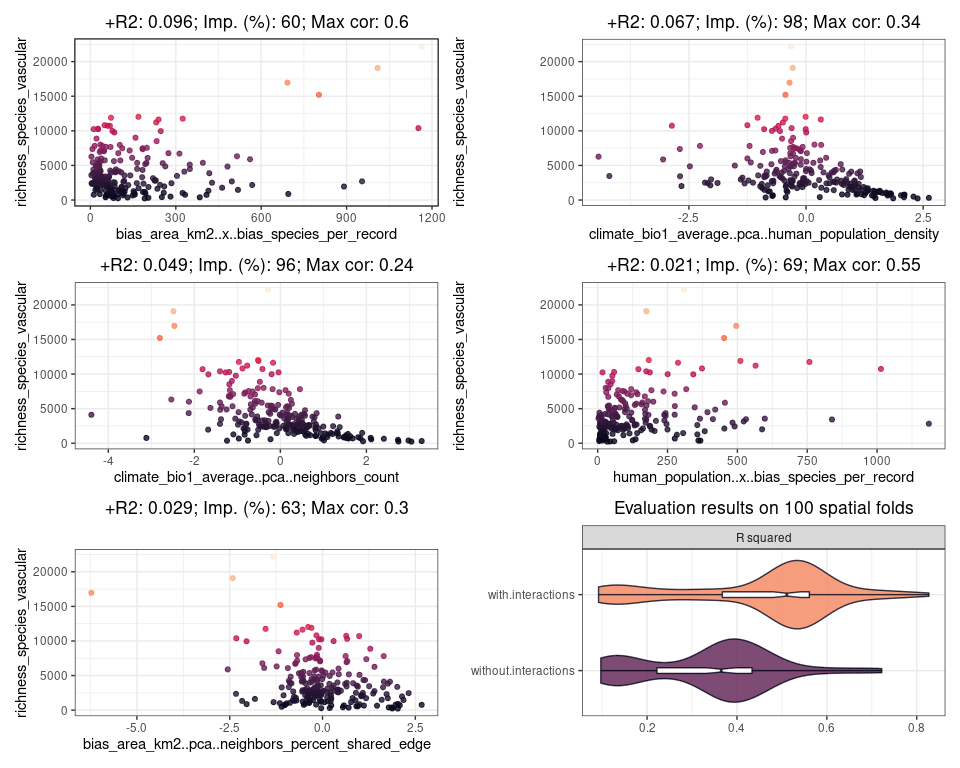 +R2: 0.096; Imp. (%): 60; Max cor: 0.6
richness_species_vascular
20000
15000
10000
5000
0
0 300 600 900 1200
bias_area_km2..x..bias_species_per_record
+R2: 0.067; Imp. (%): 98; Max cor: 0.34
richness_species_vascular
20000
15000
10000
5000
0
-2.5 0.0 2.5
climate_bio1_average..pca..human_population_density
+R2: 0.049; Imp. (%): 96; Max cor: 0.24
richness_species_vascular
20000
15000
10000
5000
0
-4 -2 0 2
climate_bio1_average..pca..neighbors_count
+R2: 0.021; Imp. (%): 69; Max cor: 0.55
richness_species_vascular
20000
15000
10000
5000
0
0 250 500 750 1000
human_population..x..bias_species_per_record
+R2: 0.029; Imp. (%): 63; Max cor: 0.3
richness_species_vascular
20000
15000
10000
5000
0
-5.0 -2.5 0.0 2.5
bias_area_km2..pca..neighbors_percent_shared_edge
Evaluation results on 100 spatial folds
R squared
with.interactions
without.interactions
0.2 0.4 0.6 0.8